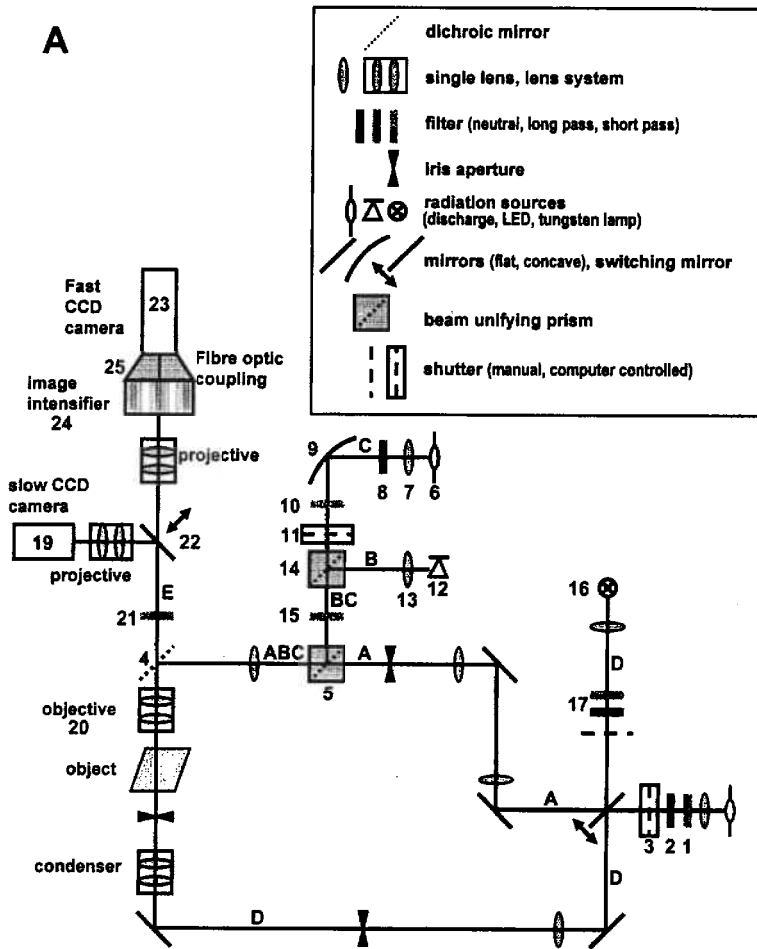 A
dichroic mirror
single lens, lens system
filter (neutral, long pass, short pass)
iris aperture
radiation sources
(discharge, LED, tungsten lamp)
mirrors (flat, concave), switching mirror
beam unifying prism
shutter (manual, computer controlled)
Fast
CCD
camera
23
25
Fibre optic
coupling
image
intensifier
24
projective
slow CCD
camera
19
projective
22
E
21
4
9
C
8
7
6
10
11
14
B
13
12
BC
15
ABC
A
5
16
D
17
objective
20
object
A
3
2
1
condenser
D
D